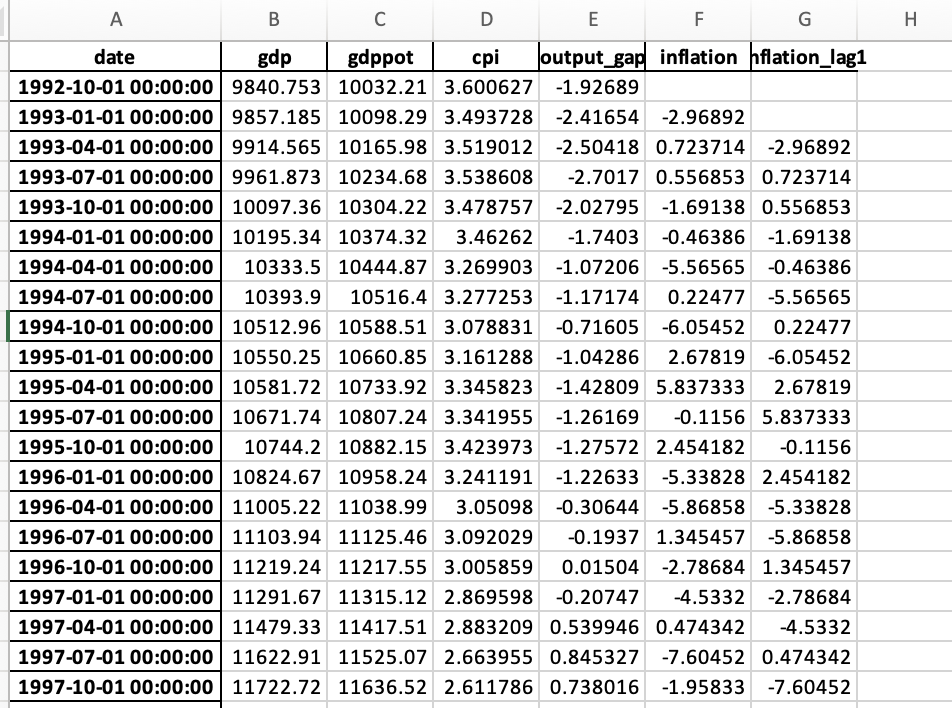 A B C D E F G H
date gdp gdppot cpi output_gap inflation nflation_lag1
1992-10-01 00:00:00 9840.753 10032.21 3.600627 -1.92689
1993-01-01 00:00:00 9857.185 10098.29 3.493728 -2.41654 -2.96892
1993-04-01 00:00:00 9914.565 10165.98 3.519012 -2.50418 0.723714 -2.96892
1993-07-01 00:00:00 9961.873 10234.68 3.538608 -2.7017 0.556853 0.723714
1993-10-01 00:00:00 10097.36 10304.22 3.478757 -2.02795 -1.69138 0.556853
1994-01-01 00:00:00 10195.34 10374.32 3.46262 -1.7403 -0.46386 -1.69138
1994-04-01 00:00:00 10333.5 10444.87 3.269903 -1.07206 -5.56565 -0.46386
1994-07-01 00:00:00 10393.9 10516.4 3.277253 -1.17174 0.22477 -5.56565
1994-10-01 00:00:00 10512.96 10588.51 3.078831 -0.71605 -6.05452 0.22477
1995-01-01 00:00:00 10550.25 10660.85 3.161288 -1.04286 2.67819 -6.05452
1995-04-01 00:00:00 10581.72 10733.92 3.345823 -1.42809 5.837333 2.67819
1995-07-01 00:00:00 10671.74 10807.24 3.341955 -1.26169 -0.1156 5.837333
1995-10-01 00:00:00 10744.2 10882.15 3.423973 -1.27572 2.454182 -0.1156
1996-01-01 00:00:00 10824.67 10958.24 3.241191 -1.22633 -5.33828 2.454182
1996-04-01 00:00:00 11005.22 11038.99 3.05098 -0.30644 -5.86858 -5.33828
1996-07-01 00:00:00 11103.94 11125.46 3.092029 -0.1937 1.345457 -5.86858
1996-10-01 00:00:00 11219.24 11217.55 3.005859 0.01504 -2.78684 1.345457
1997-01-01 00:00:00 11291.67 11315.12 2.869598 -0.20747 -4.5332 -2.78684
1997-04-01 00:00:00 11479.33 11417.51 2.883209 0.539946 0.474342 -4.5332
1997-07-01 00:00:00 11622.91 11525.07 2.663955 0.845327 -7.60452 0.474342
1997-10-01 00:00:00 11722.72 11636.52 2.611786 0.738016 -1.95833 -7.60452